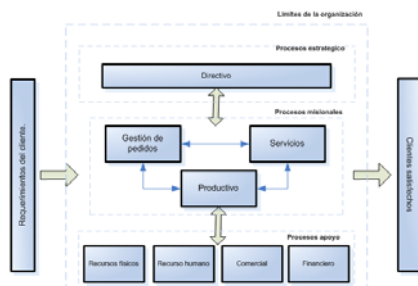 Límites de la organización
Procesos estrategico
Directivo
Requerimientos del cliente.
Procesos misionales
Gestión de
pedidos
Servicios
Productivo
Clientes satisfechos
Procesos apoyo
Recursos físicos
Recurso humano
Comercial
Financiero